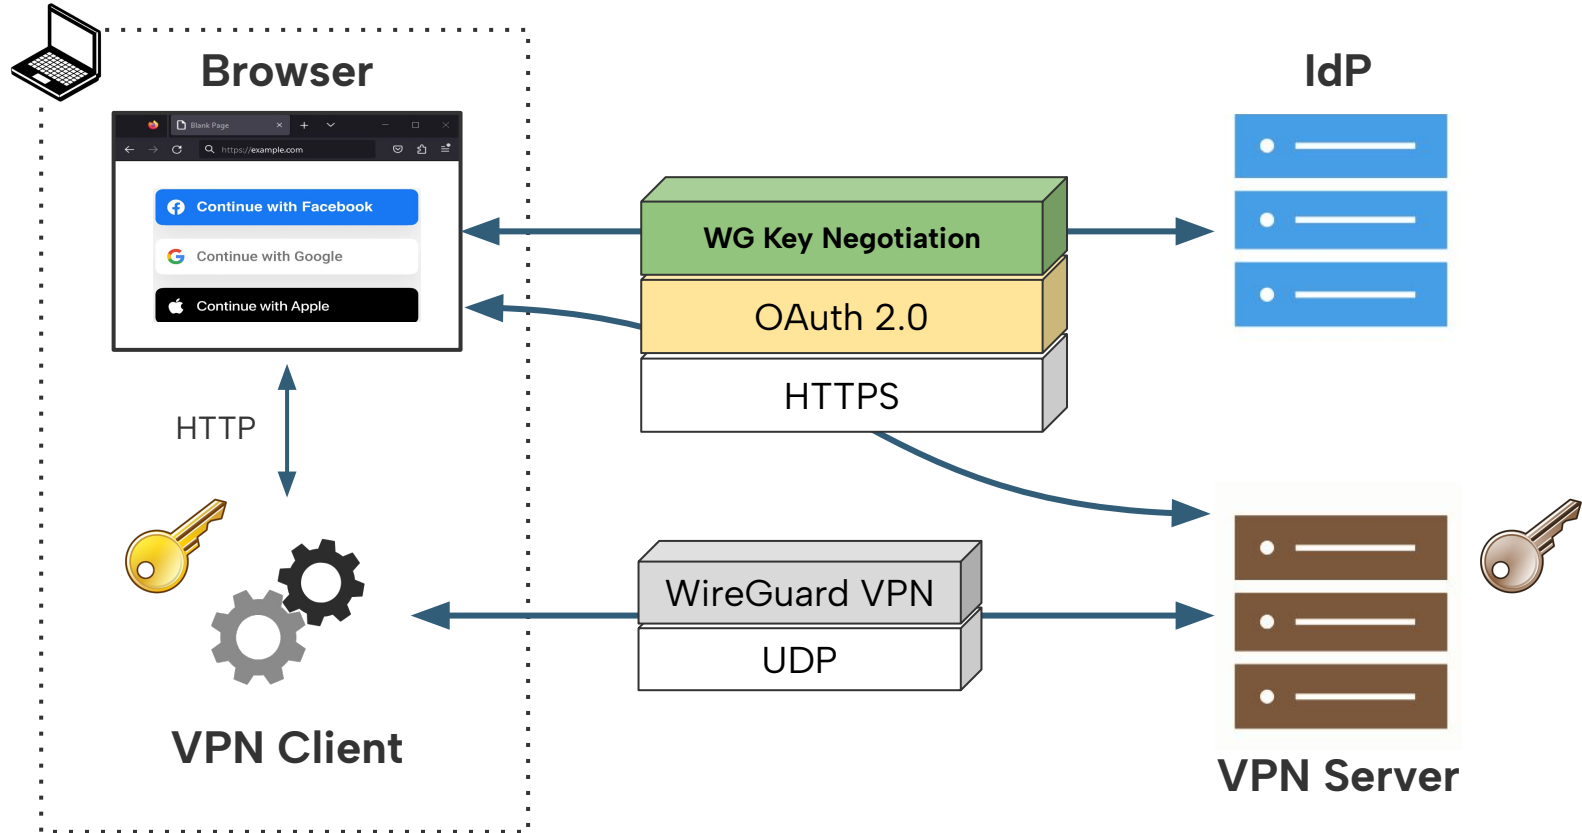 Browser
IdP
Blank Page
https://example.com
Continue with Facebook
Continue with Google
Continue with Apple
WG Key Negotiation
OAuth 2.0
HTTPS
HTTP
WireGuard VPN
UDP
VPN Client
VPN Server